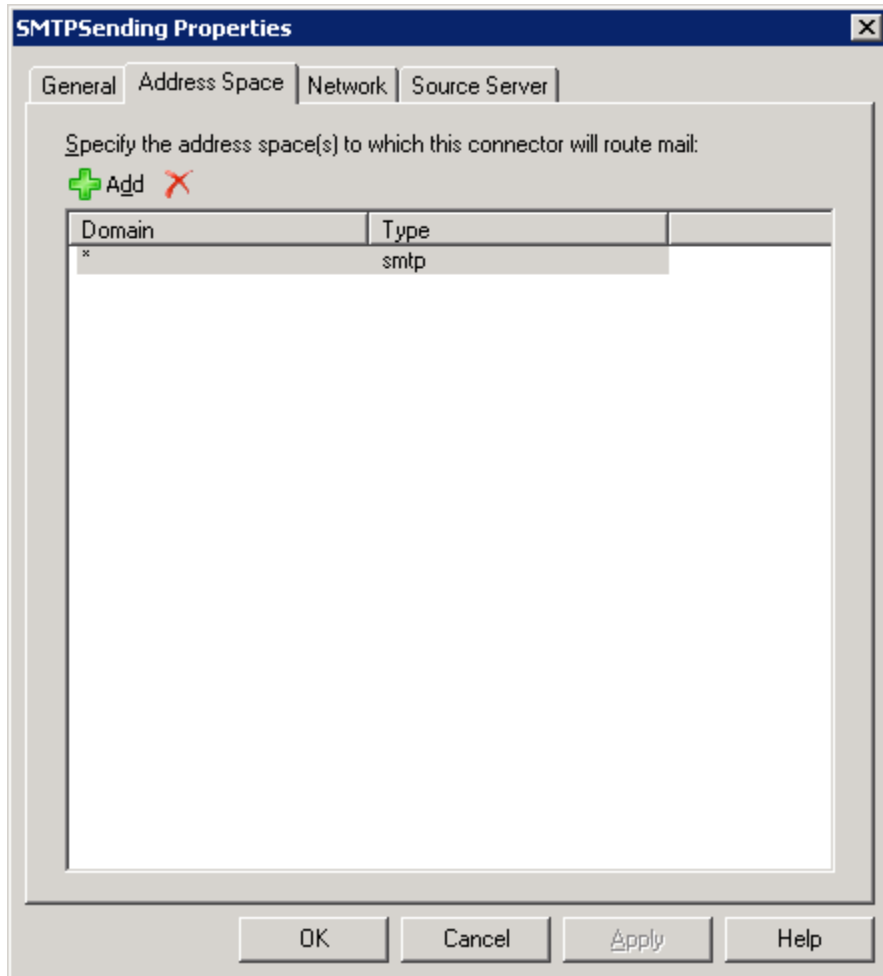 SMTPSending Properties
General Address Space Network Source Server
Specify the address space(s) to which this connector will route mail:
Add
Domain Type
* smtp
OK Cancel Apply Help